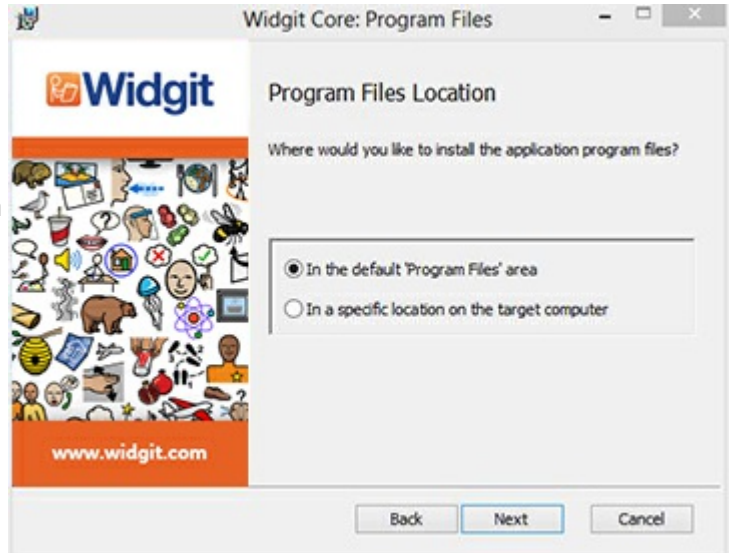 Widgit Core: Program Files
Widgit
Program Files Location
Where would you like to install the application program files?
In the default 'Program Files' area
In a specific location on the target computer
www.widgit.com
Back
Next
Cancel